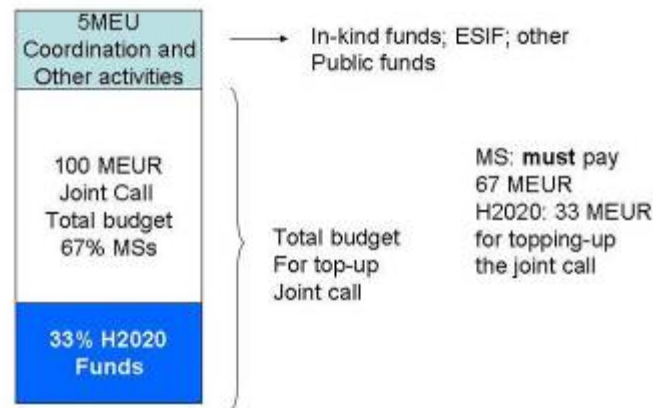 5MEU
Coordination and
Other activities
In-kind funds; ESIF; other
Public funds
100 MEUR
Joint Call
Total budget
67% MSs
33% H2020
Funds
Total budget
For top-up
Joint call
MS: must pay
67 MEUR
H2020: 33 MEUR
for topping-up
the joint call